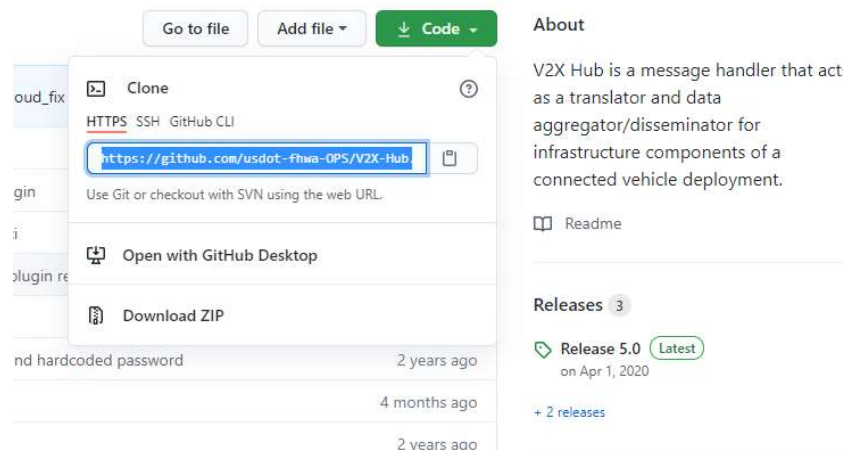 Go to file
Add file
Code
Clone
HTTPS SSH GitHub CLI
https://github.com/usdot-fhwa-OPS/V2X-Hub.
Use Git or checkout with SVN using the web URL.
Open with GitHub Desktop
Download ZIP
oud_fix
gin
plugin re
nd hardcoded password
2 years ago
4 months ago
2 years ago
About
V2X Hub is a message handler that acts
as a translator and data
aggregator/disseminator for
infrastructure components of a
connected vehicle deployment.
Readme
Releases 3
Release 5.0 Latest
on Apr 1, 2020
+ 2 releases